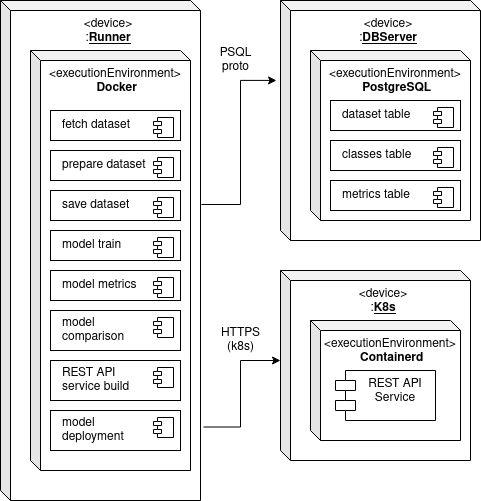 <device>
:Runner
<executionEnvironment>
Docker
fetch dataset
prepare dataset
save dataset
model train
model metrics
model
comparison
REST API
service build
model
deployment
PSQL
proto
HTTPS
(k8s)
<device>
:DBServer
<executionEnvironment>
PostgreSQL
dataset table
classes table
metrics table
<device>
:K8s
<executionEnvironment>
Containerd
REST API
Service